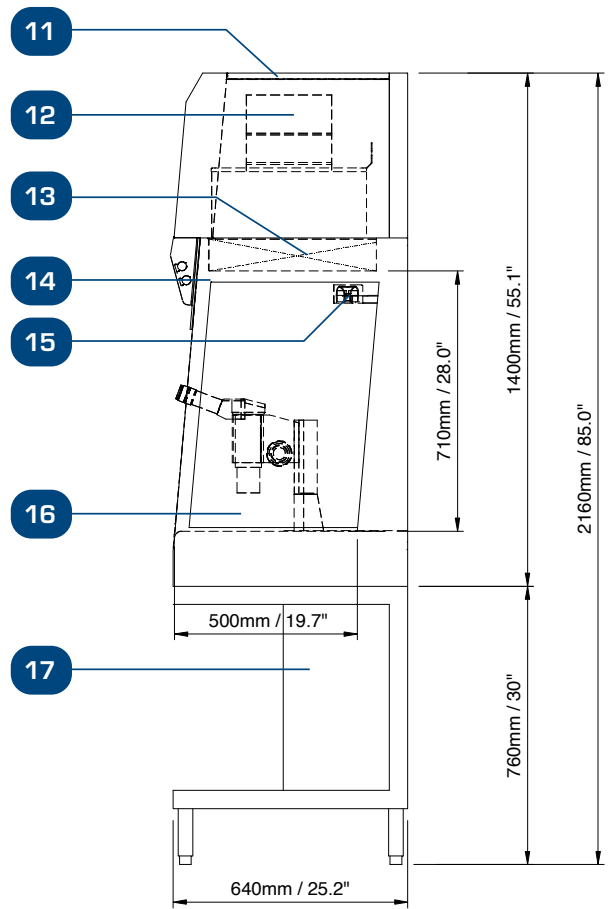 11
12
13
14
15
16
17
710mm / 28.0"
1400mm / 55.1"
2160mm / 85.0"
500mm / 19.7"
760mm / 30"
640mm / 25.2"